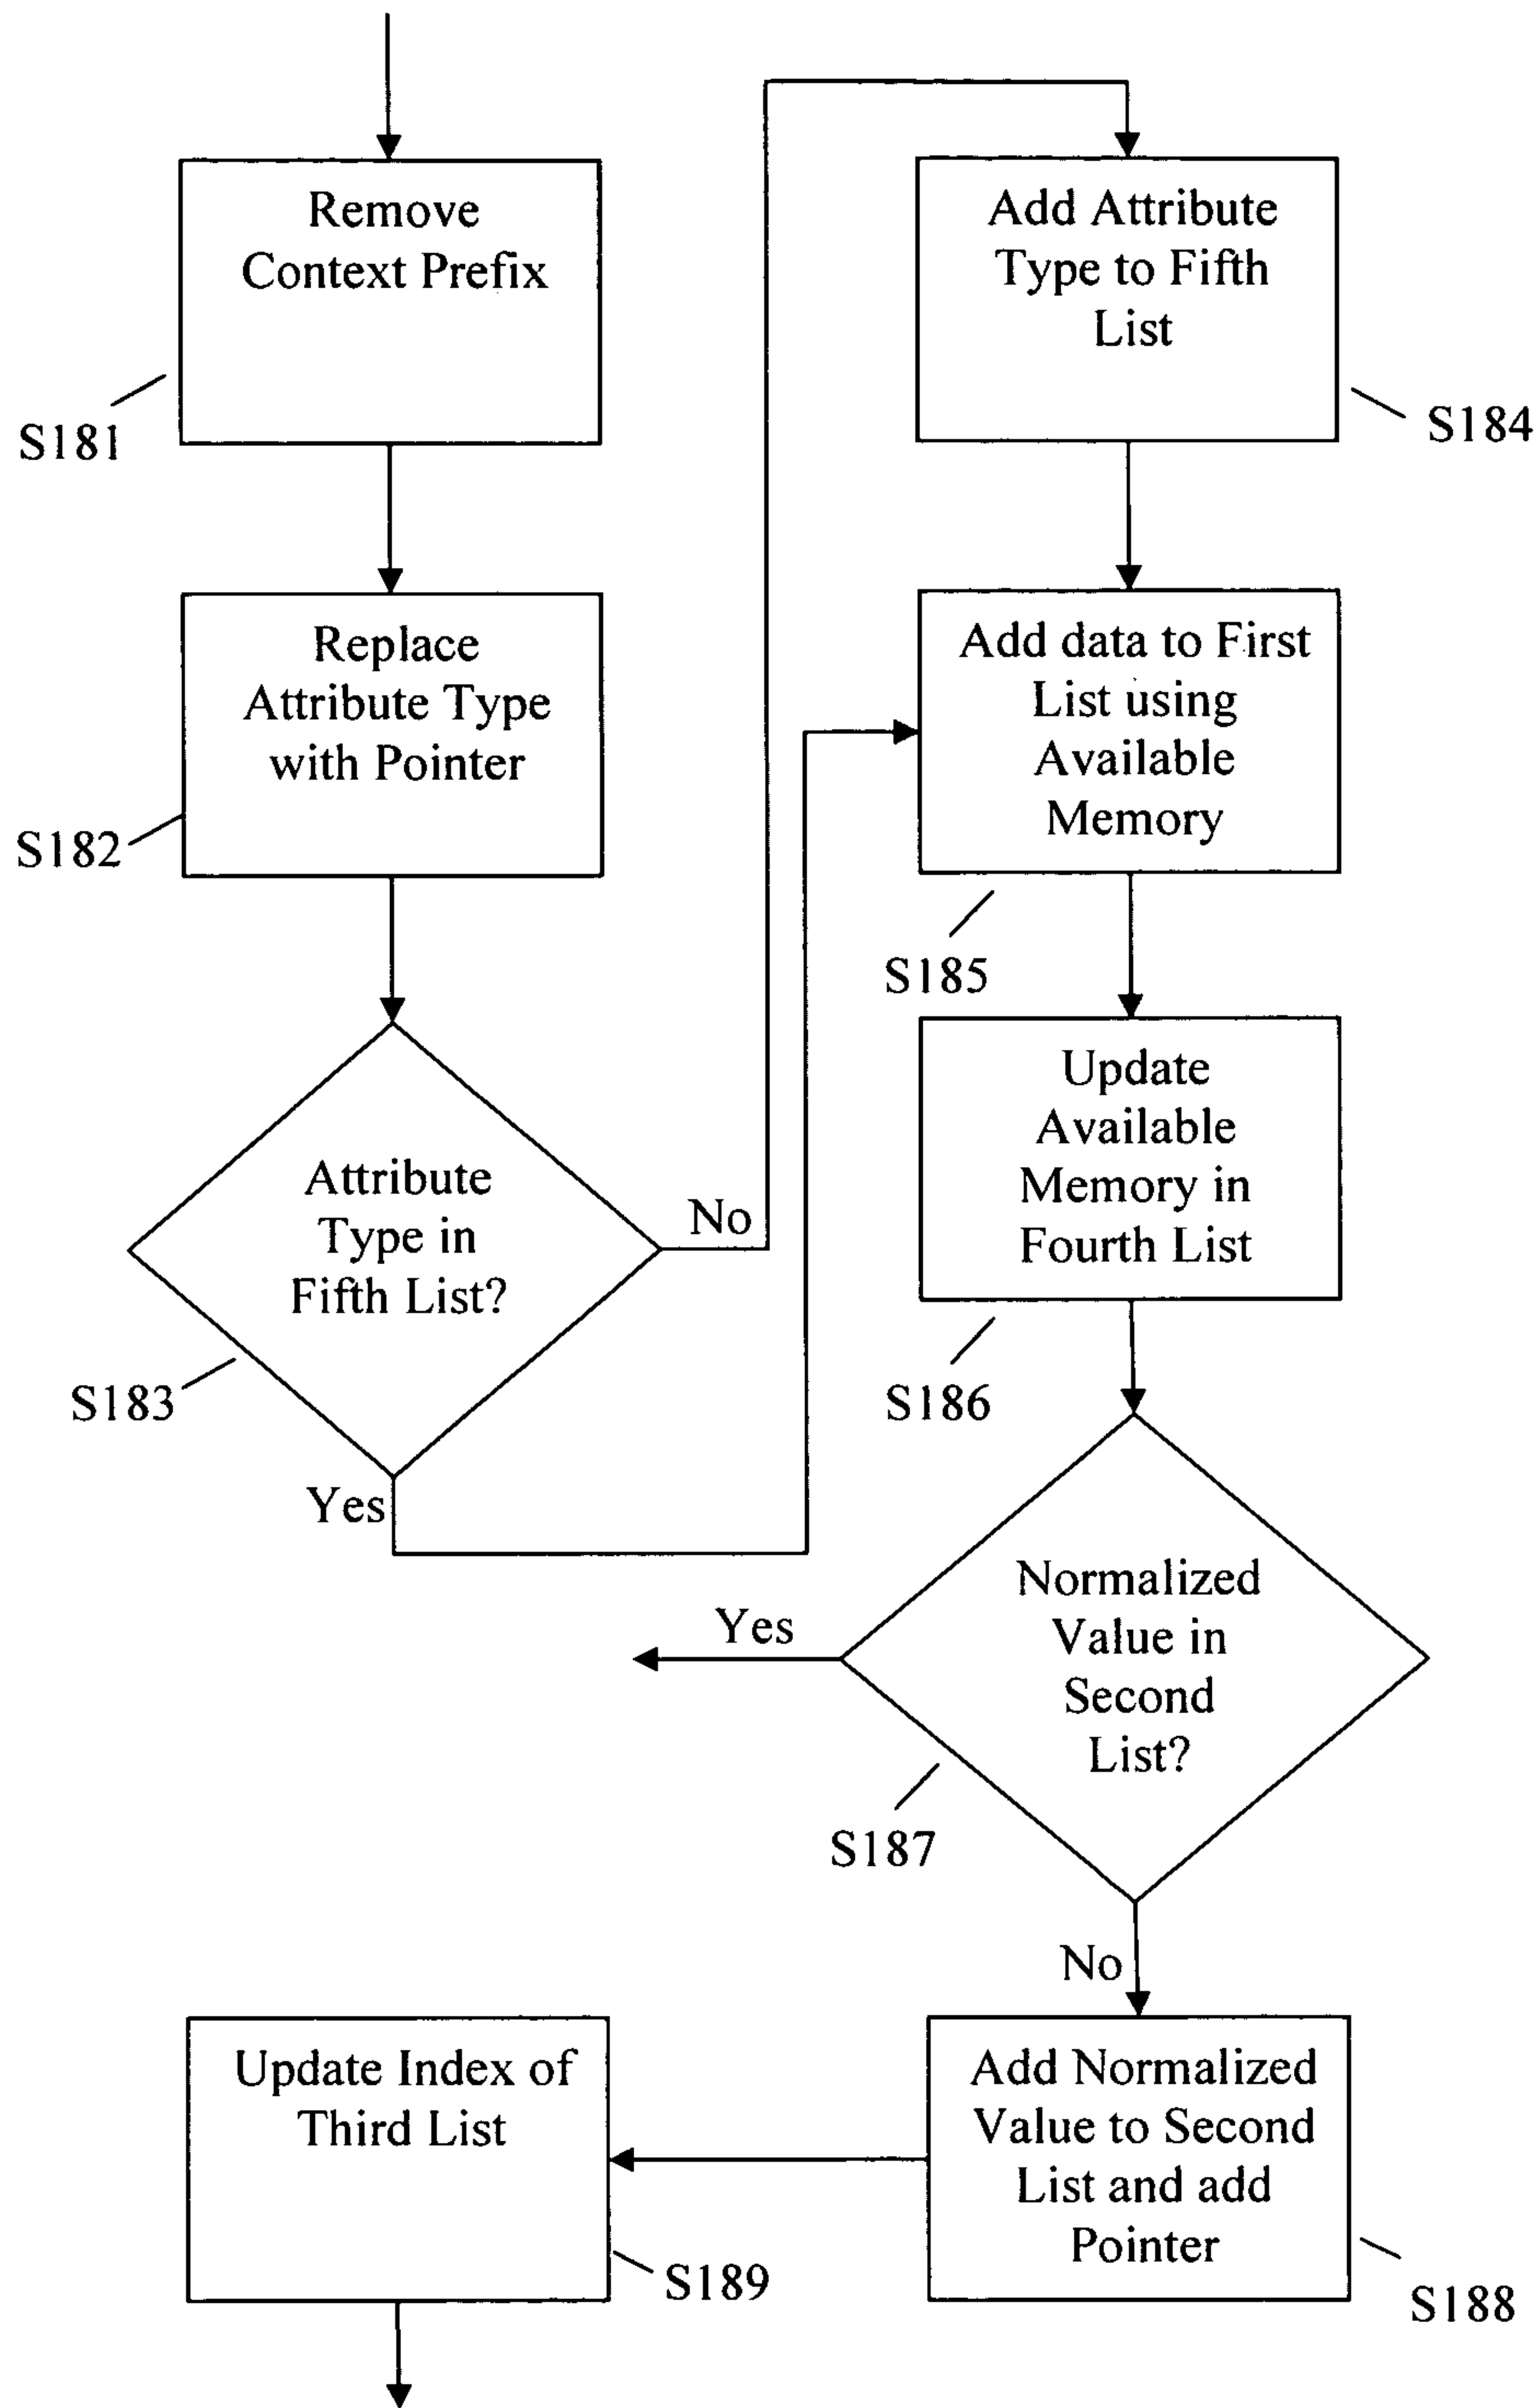 Remove
Context Prefix
S181
Replace
Attribute Type
with Pointer
S182
Attribute
Type in
Fifth List?
No
S183
Yes
Add Attribute
Type to Fifth
List
S184
Add data to First
List using
Available
Memory
S185
Update
Available
Memory in
Fourth List
S186
Normalized
Value in
Second
List?
Yes
S187
No
Add Normalized
Value to Second
List and add
Pointer
S188
Update Index of
Third List
S189